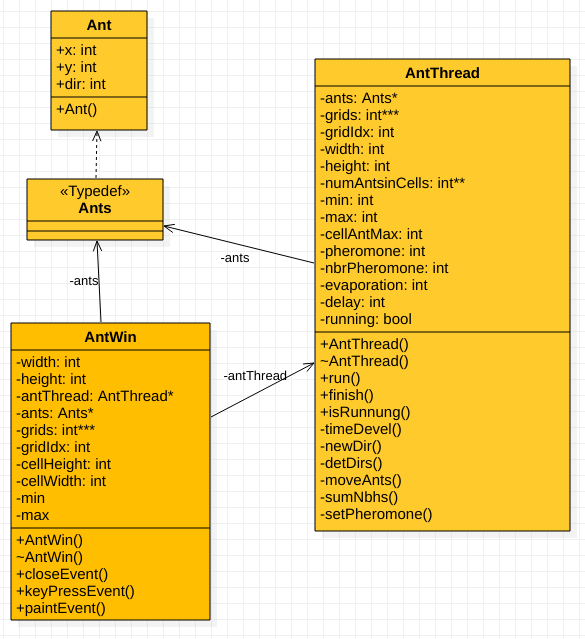 Ant
+x: int
+y: int
+dir: int
+Ant()
«Typedef»
Ants
-ants
-ants
AntWin
-width: int
-height: int
-antThread: AntThread*
-ants: Ants*
-grids: int***
-gridIdx: int
-cellHeight: int
-cellWidth: int
-min
-max
+AntWin()
~AntWin()
+closeEvent()
+keyPressEvent()
+paintEvent()
-antThread
AntThread
-ants: Ants*
-grids: int***
-gridIdx: int
-width: int
-height: int
-numAntsinCells: int**
-min: int
-max: int
-cellAntMax: int
-pheromone: int
-nbrPheromone: int
-evaporation: int
-delay: int
-running: bool
+AntThread()
~AntThread()
+run()
+finish()
+isRunnung()
-timeDevel()
-newDir()
-detDirs()
-moveAnts()
-sumNbhs()
-setPheromone()